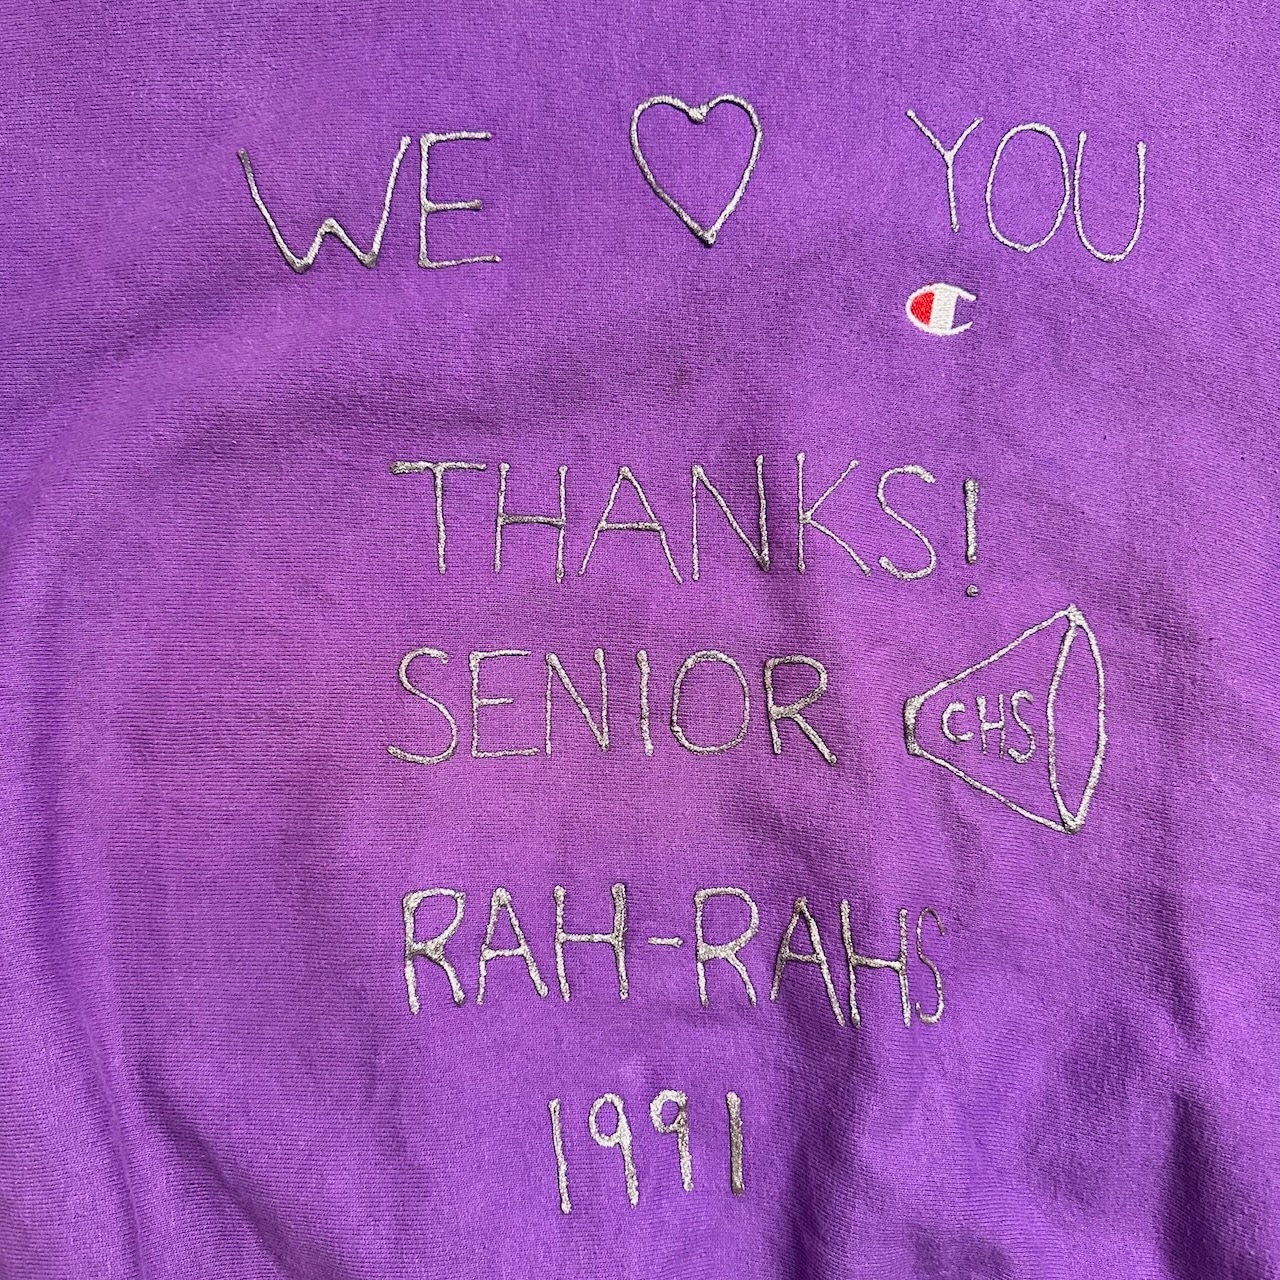 WE ♡ YOU
THANKS!
SENIOR
CHS
RAH-RAHS
1991